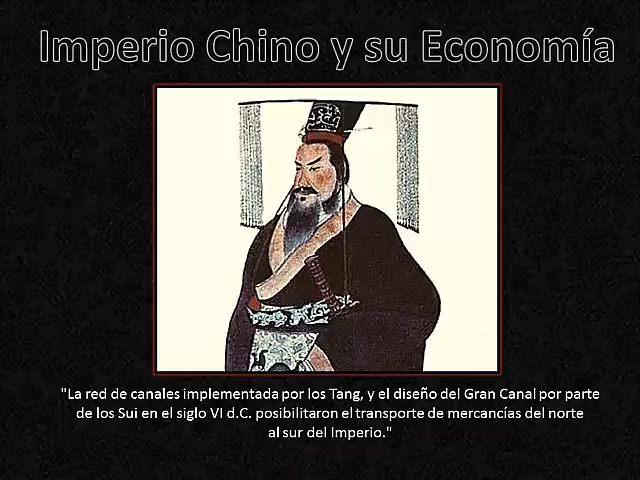 Imperio Chino y su Economía
"La red de canales implementada por los Tang, y el diseño del Gran Canal por parte
de los Sui en el siglo VI d.C. posibilitaron el transporte de mercancías del norte
al sur del Imperio."